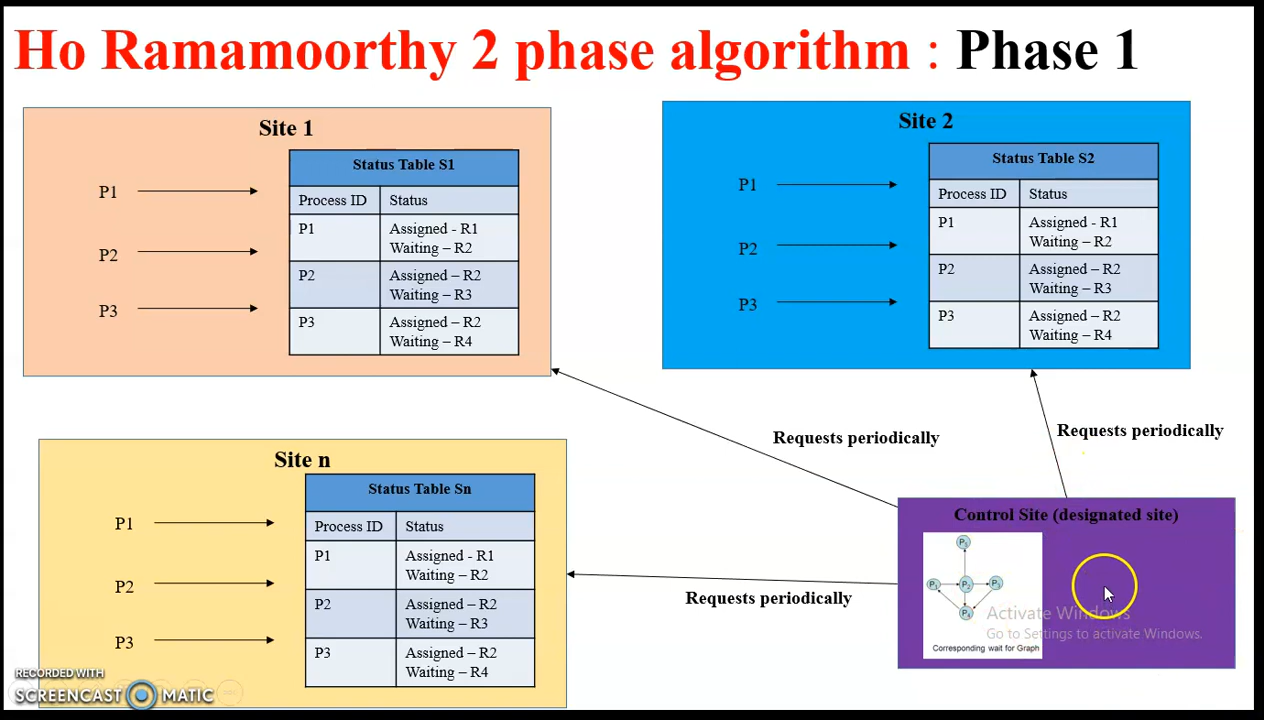 Ho Ramamoorthy 2 phase algorithm : Phase 1
Site 1
Status Table S1
Process ID Status
P1 Assigned - R1
Waiting – R2
P2 Assigned – R2
Waiting – R3
P3 Assigned – R2
Waiting – R4
P1
P2
P3
Site 2
Status Table S2
Process ID Status
P1 Assigned - R1
Waiting – R2
P2 Assigned – R2
Waiting – R3
P3 Assigned – R2
Waiting – R4
P1
P2
P3
Requests periodically
Requests periodically
Site n
Status Table Sn
Process ID Status
P1 Assigned - R1
Waiting – R2
P2 Assigned – R2
Waiting – R3
P3 Assigned – R2
Waiting – R4
P1
P2
P3
Requests periodically
Control Site (designated site)
P1 P2 P3
P4
Corresponding wait for Graph
Activate Windows
Go to Settings to activate Windows.
RECORDED WITH
SCREENCAST MATIC